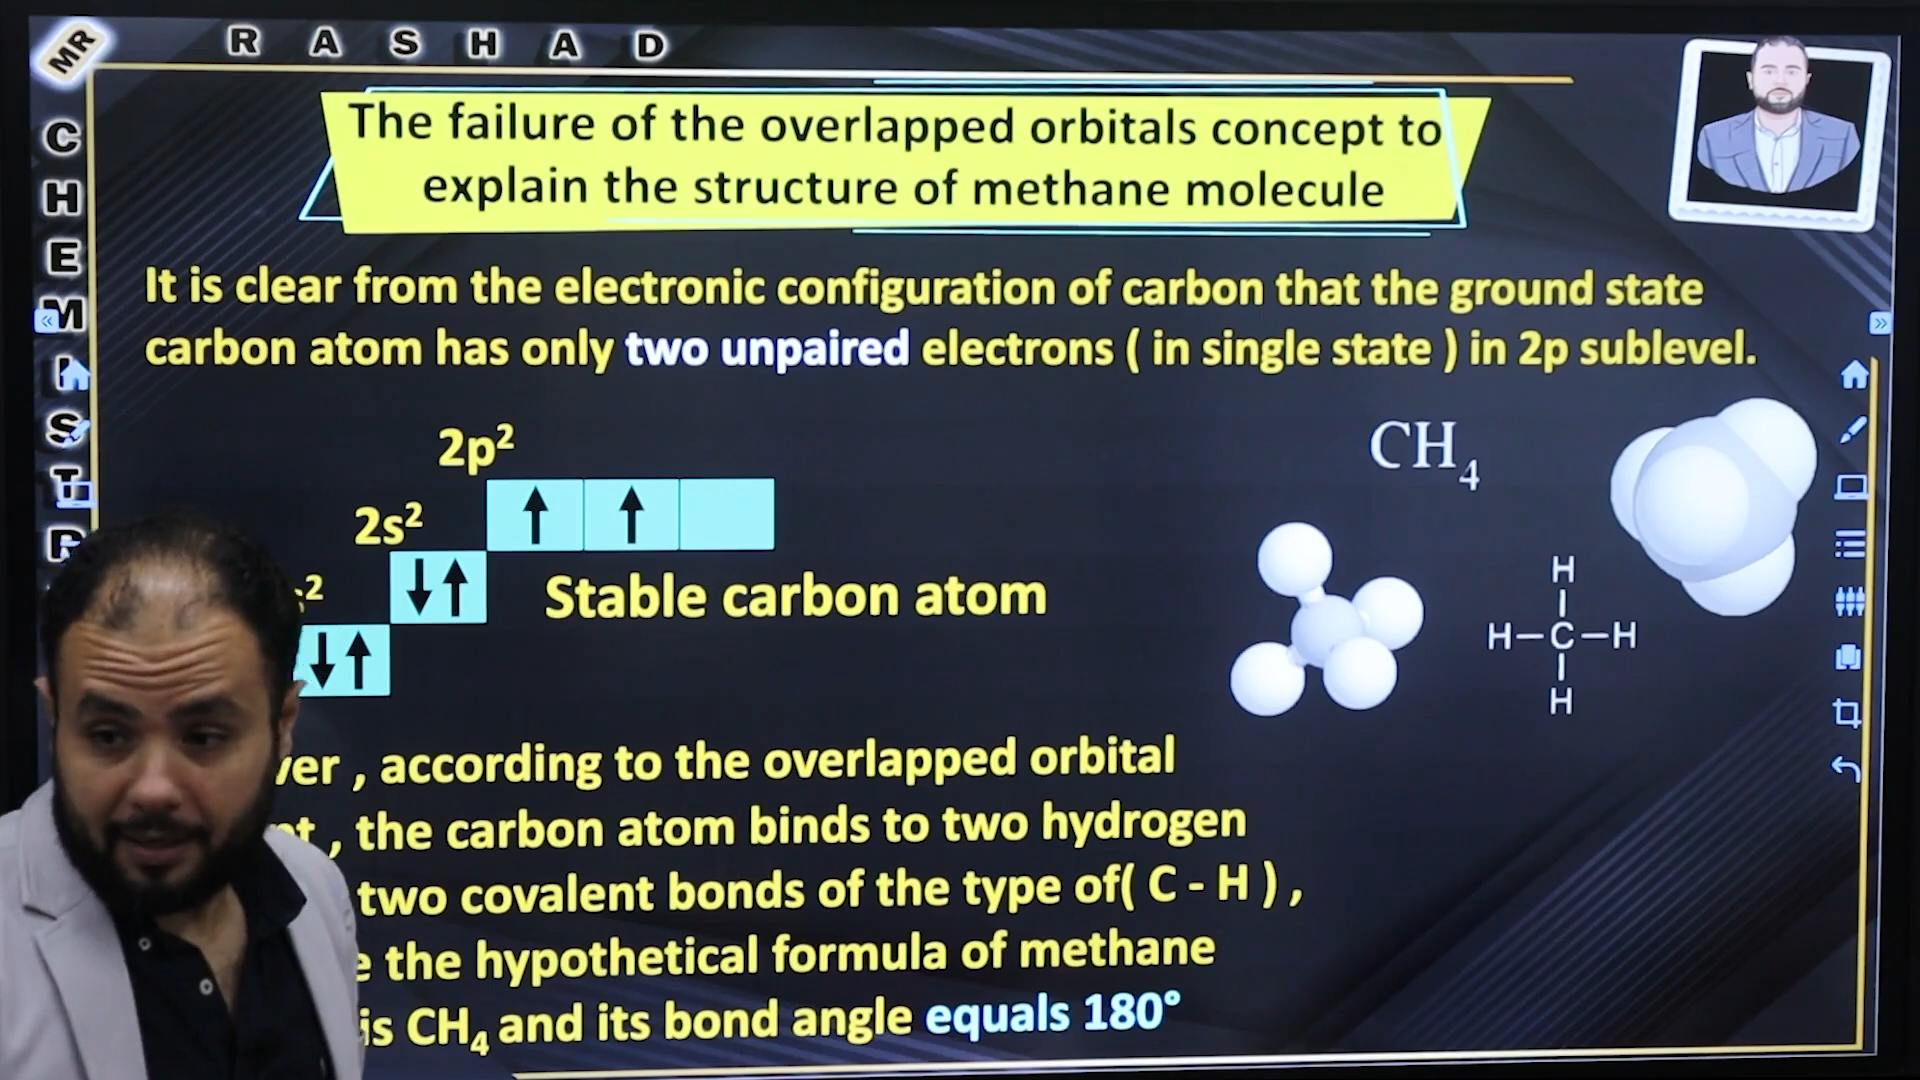 MR
R A S H A D
C
H
E
M
I
S
T
R
The failure of the overlapped orbitals concept to
explain the structure of methane molecule
It is clear from the electronic configuration of carbon that the ground state
carbon atom has only two unpaired electrons ( in single state ) in 2p sublevel.
2p²
2s²
Stable carbon atom
CH₄
H
H–C–H
H
, according to the overlapped orbital
, the carbon atom binds to two hydrogen
two covalent bonds of the type of( C - H ) ,
the hypothetical formula of methane
is CH₄ and its bond angle equals 180°